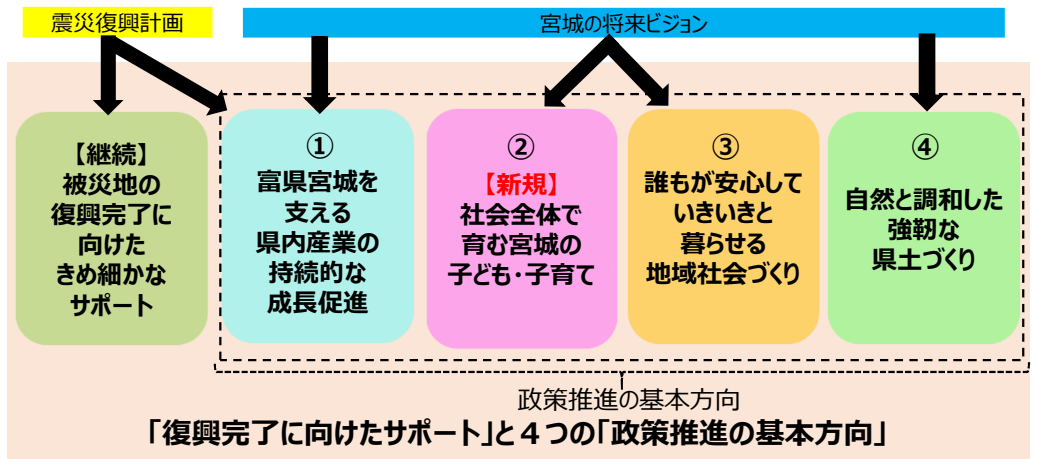 震災復興計画
宮城の将来ビジョン
【継続】
被災地の
復興完了に
向けた
きめ細かな
サポート
①
富県宮城を
支える
県内産業の
持続的な
成長促進
②
【新規】
社会全体で
育む宮城の
子ども・子育て
③
誰もが安心して
いきいきと
暮らせる
地域社会づくり
④
自然と調和した
強靭な
県土づくり
政策推進の基本方向
「復興完了に向けたサポート」と４つの「政策推進の基本方向」